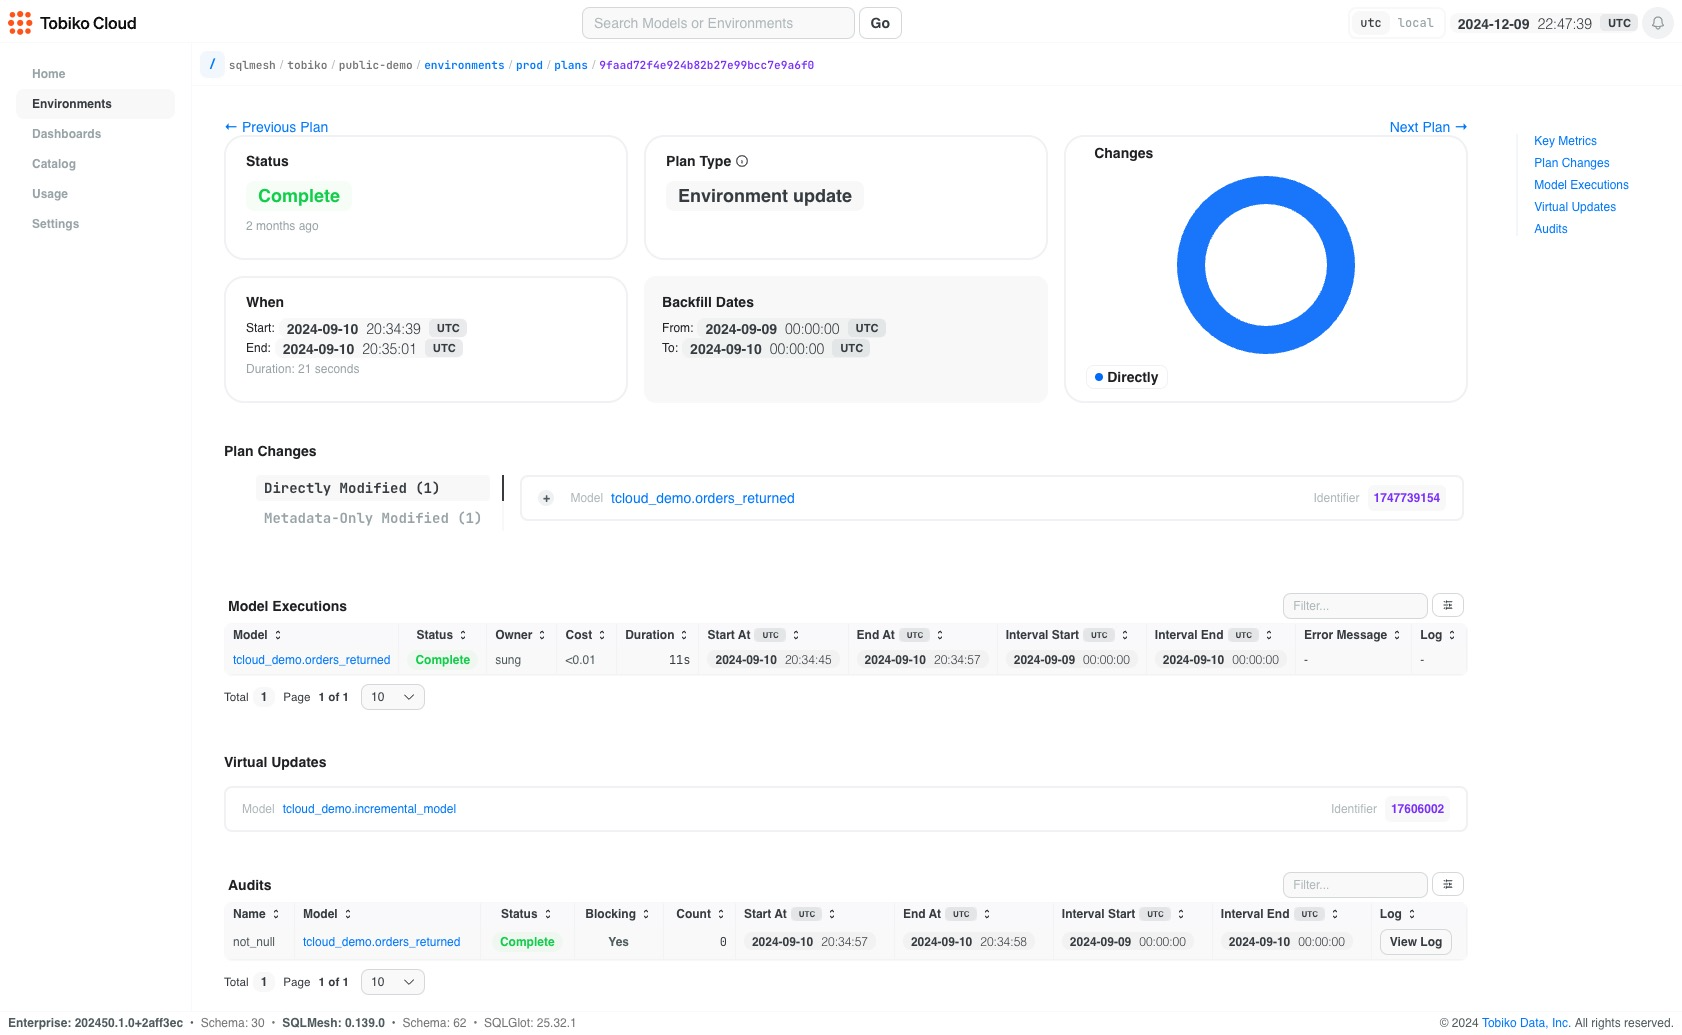 Tobiko Cloud
Search Models or Environments
Go
utc local
2024-12-09 22:47:39 UTC
Home
Environments
Dashboards
Catalog
Usage
Settings
/ sqlmesh / tobiko / public-demo / environments / prod / plans / 9faad72f4e924b82b27e99bcc7e9a6f0
← Previous Plan
Next Plan →
Status
Complete
2 months ago
Plan Type
Environment update
Changes
Directly
When
Start: 2024-09-10 20:34:39 UTC
End: 2024-09-10 20:35:01 UTC
Duration: 21 seconds
Backfill Dates
From: 2024-09-09 00:00:00 UTC
To: 2024-09-10 00:00:00 UTC
Key Metrics
Plan Changes
Model Executions
Virtual Updates
Audits
Plan Changes
Directly Modified (1)
Metadata-Only Modified (1)
+ Model tcloud_demo.orders_returned Identifier 1747739154
Model Executions
Filter...
Model Status Owner Cost Duration Start At UTC End At UTC Interval Start UTC Interval End UTC Error Message Log
tcloud_demo.orders_returned Complete sung <0.01 11s 2024-09-10 20:34:45 2024-09-10 20:34:57 2024-09-09 00:00:00 2024-09-10 00:00:00 - -
Total 1 Page 1 of 1 10
Virtual Updates
Model tcloud_demo.incremental_model Identifier 17606002
Audits
Filter...
Name Model Status Blocking Count Start At UTC End At UTC Interval Start UTC Interval End UTC Log
not_null tcloud_demo.orders_returned Complete Yes 0 2024-09-10 20:34:57 2024-09-10 20:34:58 2024-09-09 00:00:00 2024-09-10 00:00:00 View Log
Total 1 Page 1 of 1 10
Enterprise: 202450.1.0+2aff3ec • Schema: 30 • SQLMesh: 0.139.0 • Schema: 62 • SQLGlot: 25.32.1
© 2024 Tobiko Data, Inc. All rights reserved.